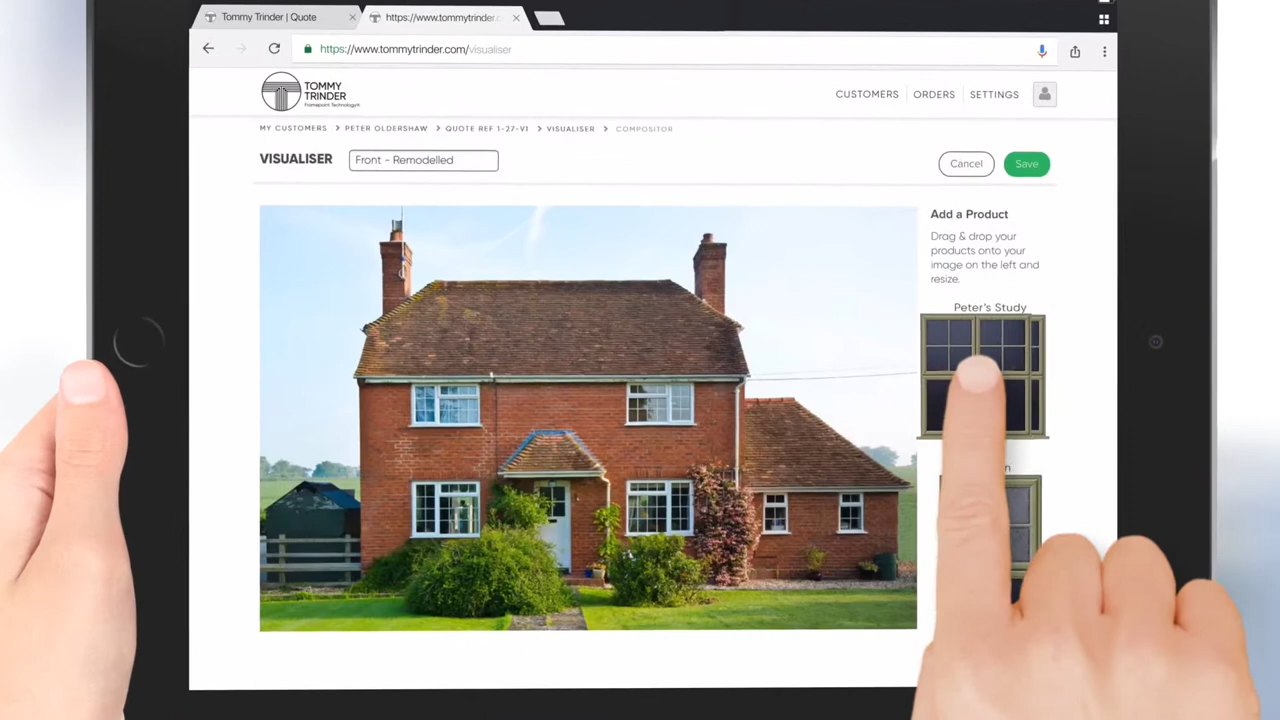 Tommy Trinder | Quote
https://www.tommytrinder.c
https://www.tommytrinder.com/visualiser
TOMMY
TRINDER
Framepoint Technology
CUSTOMERS
ORDERS
SETTINGS
MY CUSTOMERS > PETER OLDERSHAW > QUOTE REF 1-27-V1 > VISUALISER > COMPOSITOR
VISUALISER
Front - Remodelled
Cancel
Save
Add a Product
Drag & drop your
products onto your
image on the left and
resize.
Peter's Study
n